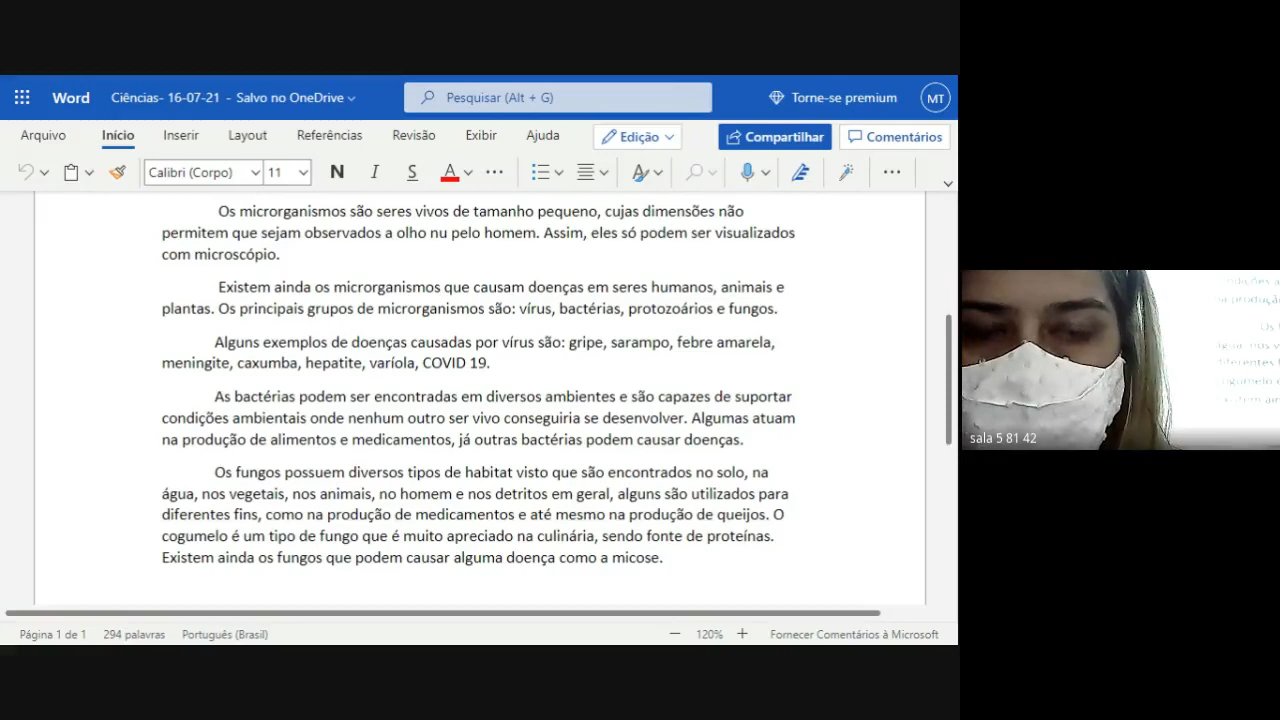 Word Ciências- 16-07-21 - Salvo no OneDrive Pesquisar (Alt + G) Torne-se premium MT
Arquivo Início Inserir Layout Referências Revisão Exibir Ajuda Edição Compartilhar Comentários
Calibri (Corpo) 11 N I S A
Os microrganismos são seres vivos de tamanho pequeno, cujas dimensões não
permitem que sejam observados a olho nu pelo homem. Assim, eles só podem ser visualizados
com microscópio.
Existem ainda os microrganismos que causam doenças em seres humanos, animais e
plantas. Os principais grupos de microrganismos são: vírus, bactérias, protozoários e fungos.
Alguns exemplos de doenças causadas por vírus são: gripe, sarampo, febre amarela,
meningite, caxumba, hepatite, varíola, COVID 19.
As bactérias podem ser encontradas em diversos ambientes e são capazes de suportar
condições ambientais onde nenhum outro ser vivo conseguiria se desenvolver. Algumas atuam
na produção de alimentos e medicamentos, já outras bactérias podem causar doenças.
Os fungos possuem diversos tipos de habitat visto que são encontrados no solo, na
água, nos vegetais, nos animais, no homem e nos detritos em geral, alguns são utilizados para
diferentes fins, como na produção de medicamentos e até mesmo na produção de queijos. O
cogumelo é um tipo de fungo que é muito apreciado na culinária, sendo fonte de proteínas.
Existem ainda os fungos que podem causar alguma doença como a micose.
Página 1 de 1 294 palavras Português (Brasil) 120% Fornecer Comentários à Microsoft
na produção
Os
sala 5 81 42